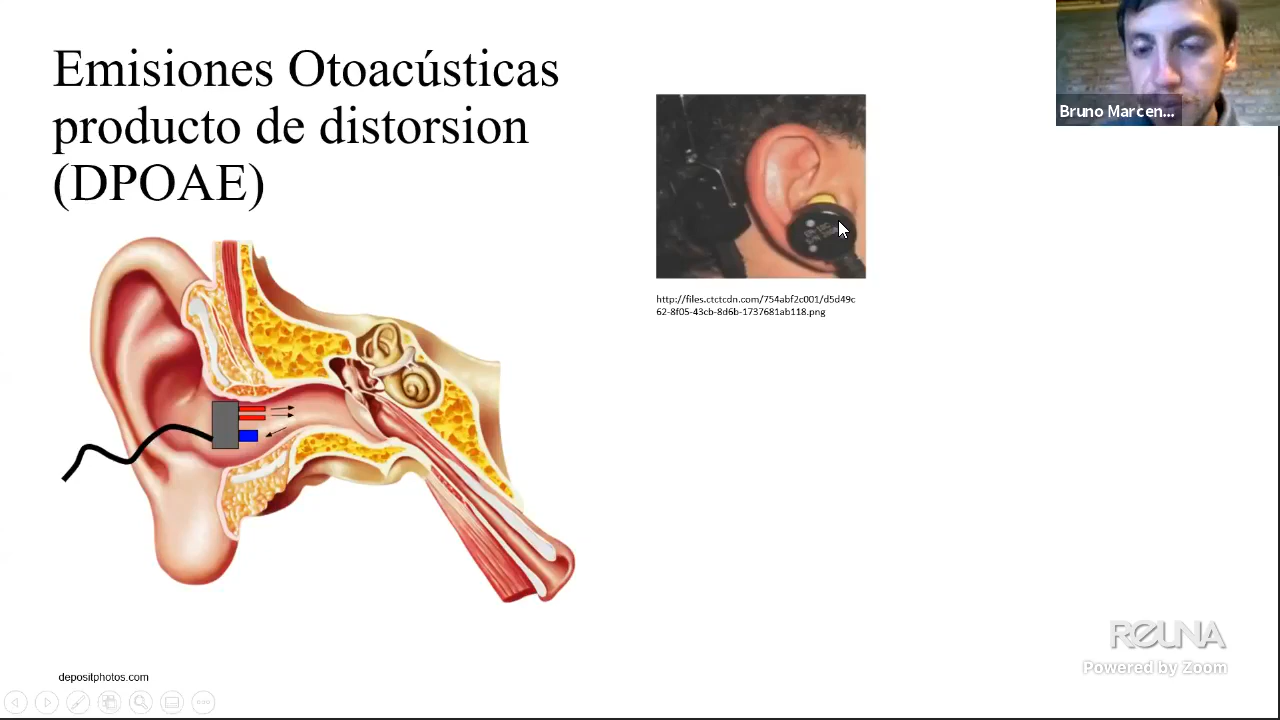 Emisiones Otoacústicas
producto de distorsion
(DPOAE)
Bruno Marcen...
http://files.ctctcdn.com/754abf2c001/d5d49c
62-8f05-43cb-8d6b-1737681ab118.png
REUNA
Powered by Zoom
depositphotos.com